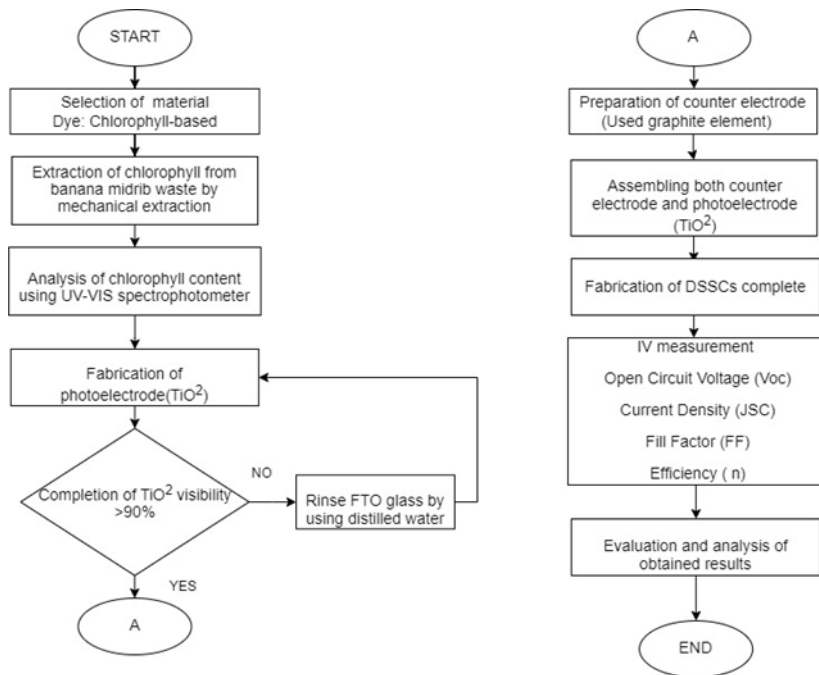 START
Selection of material
Dye: Chlorophyll-based
Extraction of chlorophyll from
banana midrib waste by
mechanical extraction
Analysis of chlorophyll content
using UV-VIS spectrophotometer
Fabrication of
photoelectrode(TiO²)
Completion of TiO² visibility
>90%
NO
Rinse FTO glass by
using distilled water
YES
A
A
Preparation of counter electrode
(Used graphite element)
Assembling both counter
electrode and photoelectrode
(TiO²)
Fabrication of DSSCs complete
IV measurement
Open Circuit Voltage (Voc)
Current Density (JSC)
Fill Factor (FF)
Efficiency ( n)
Evaluation and analysis of
obtained results
END